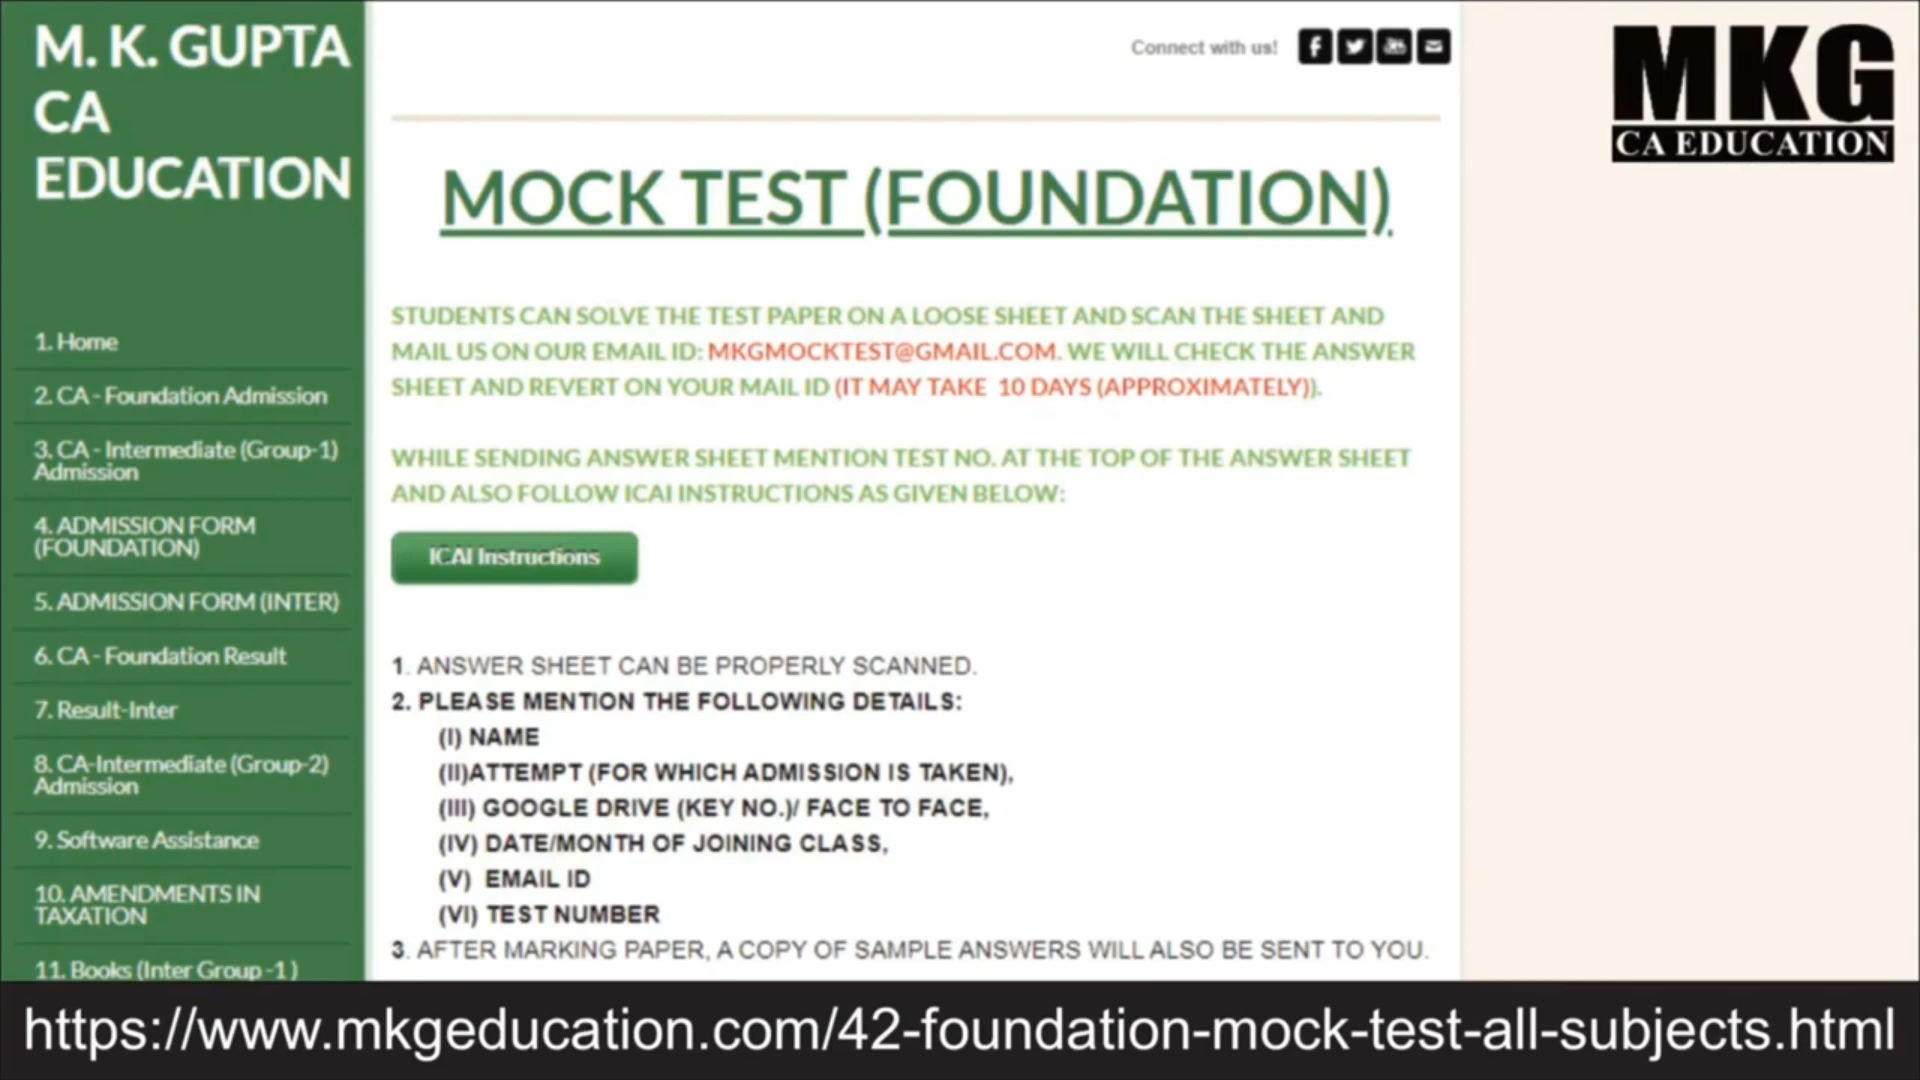 M. K. GUPTA
CA
EDUCATION
1. Home
2. CA - Foundation Admission
3. CA - Intermediate (Group-1)
Admission
4. ADMISSION FORM
(FOUNDATION)
5. ADMISSION FORM (INTER)
6. CA - Foundation Result
7. Result-Inter
8. CA-Intermediate (Group-2)
Admission
9. Software Assistance
10. AMENDMENTS IN
TAXATION
11. Books (Inter Group -1 )
Connect with us!
MOCK TEST (FOUNDATION)
STUDENTS CAN SOLVE THE TEST PAPER ON A LOOSE SHEET AND SCAN THE SHEET AND
MAIL US ON OUR EMAIL ID: MKGMOCKTEST@GMAIL.COM. WE WILL CHECK THE ANSWER
SHEET AND REVERT ON YOUR MAIL ID (IT MAY TAKE 10 DAYS (APPROXIMATELY)).
WHILE SENDING ANSWER SHEET MENTION TEST NO. AT THE TOP OF THE ANSWER SHEET
AND ALSO FOLLOW ICAI INSTRUCTIONS AS GIVEN BELOW:
ICAI Instructions
1. ANSWER SHEET CAN BE PROPERLY SCANNED.
2. PLEASE MENTION THE FOLLOWING DETAILS:
(I) NAME
(II)ATTEMPT (FOR WHICH ADMISSION IS TAKEN),
(III) GOOGLE DRIVE (KEY NO.)/ FACE TO FACE,
(IV) DATE/MONTH OF JOINING CLASS,
(V) EMAIL ID
(VI) TEST NUMBER
3. AFTER MARKING PAPER, A COPY OF SAMPLE ANSWERS WILL ALSO BE SENT TO YOU.
MKG
CA EDUCATION
https://www.mkgeducation.com/42-foundation-mock-test-all-subjects.html